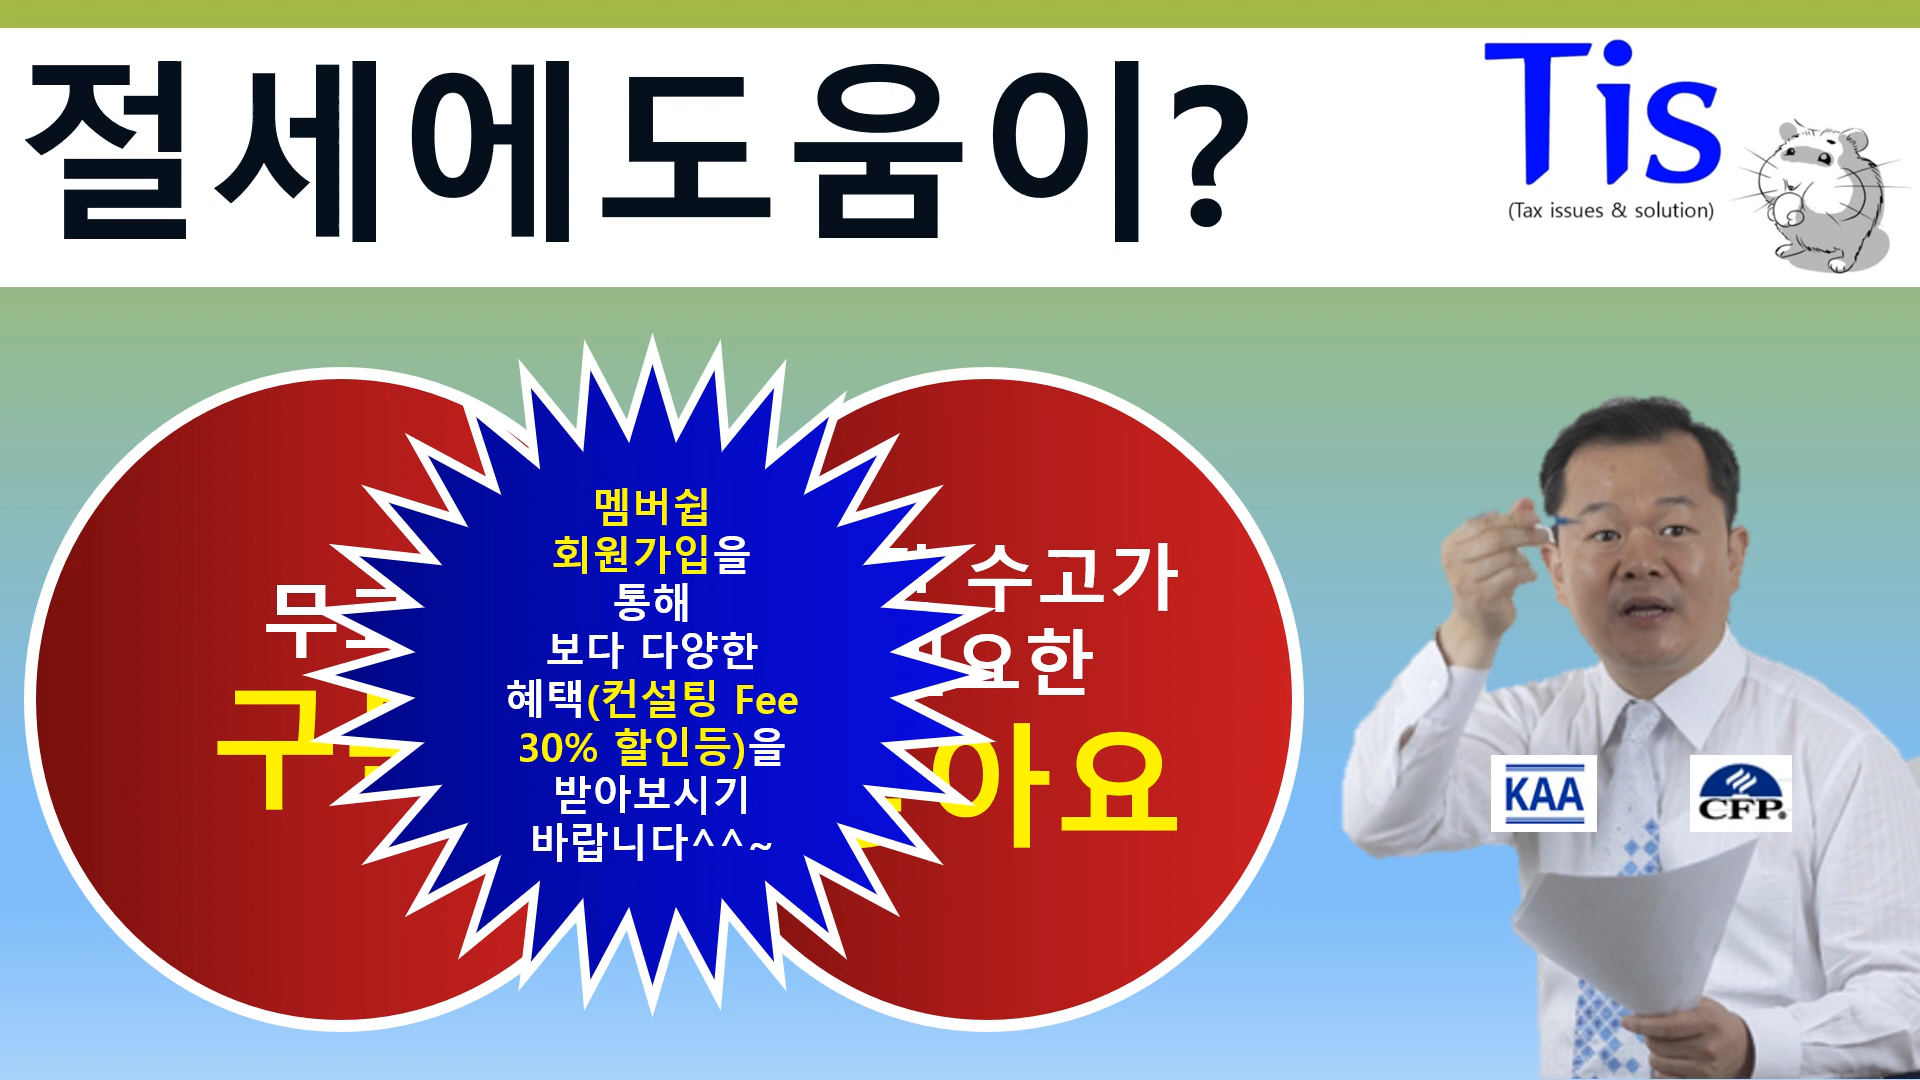 절세에도움이?
Tis
(Tax issues & solution)
멤버쉽
회원가입을
통해
보다 다양한
혜택(컨설팅 Fee
30% 할인등)을
받아보시기
바랍니다^^~
수고가
요한
아요
KAA
CFP®